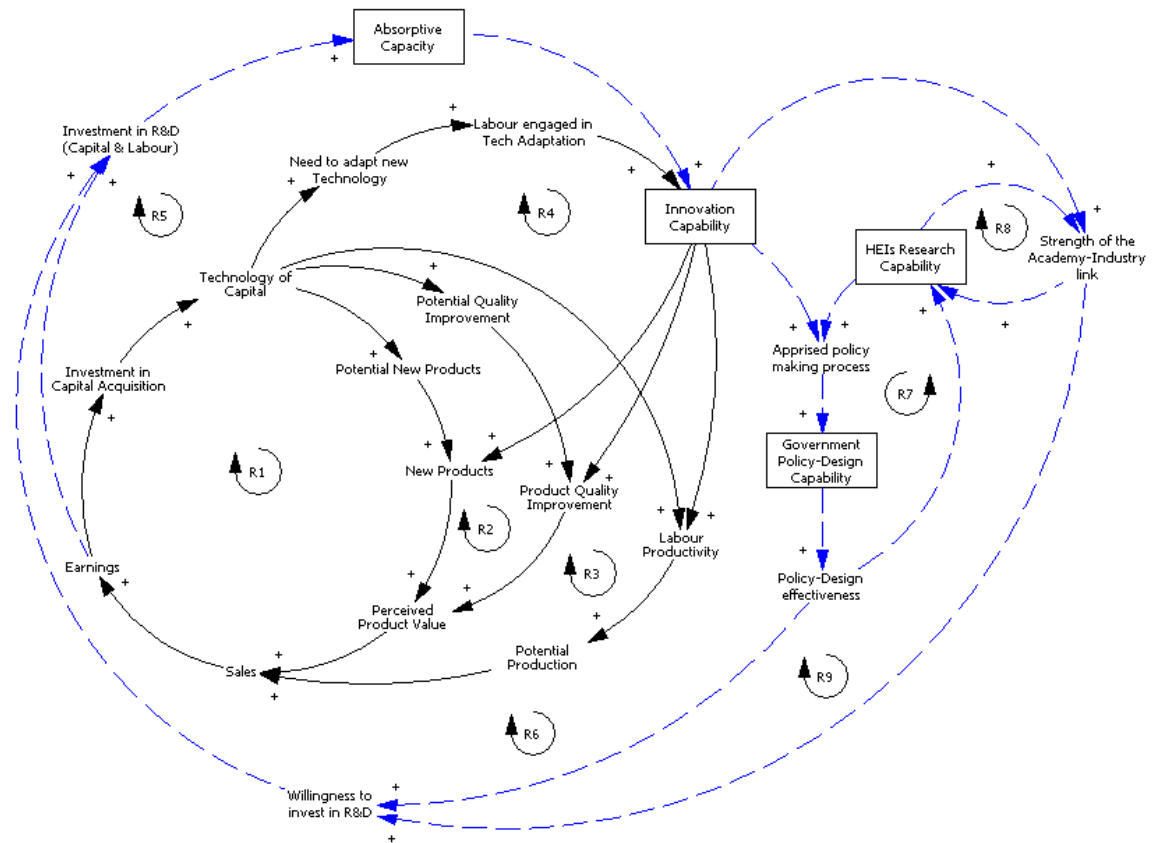 Absorptive
Capacity
+
+
Investment in R&D
(Capital & Labour)
Labour engaged in
Tech Adaptation
Need to adapt new
Technology
+
+
+
+
+
+
+
R5
R4
Innovation
Capability
R8
+
HEIs Research
Capability
Strength of the
Academy-Industry
link
Technology of
Capital
+
Potential Quality
Improvement
+
+
+
+
+
+
Apprised policy
making process
Potential New Products
Investment in
Capital Acquisition
R7
+
+
Government
Policy-Design
Capability
+
+
New Products
R1
+
+
Product Quality
Improvement
R2
+
+
Labour
Productivity
+
Earnings
+
+
+
R3
Policy-Design
effectiveness
Perceived
Product Value
+
Potential
Production
+
Sales
+
R9
R6
+
Willingness to
invest in R&D
+